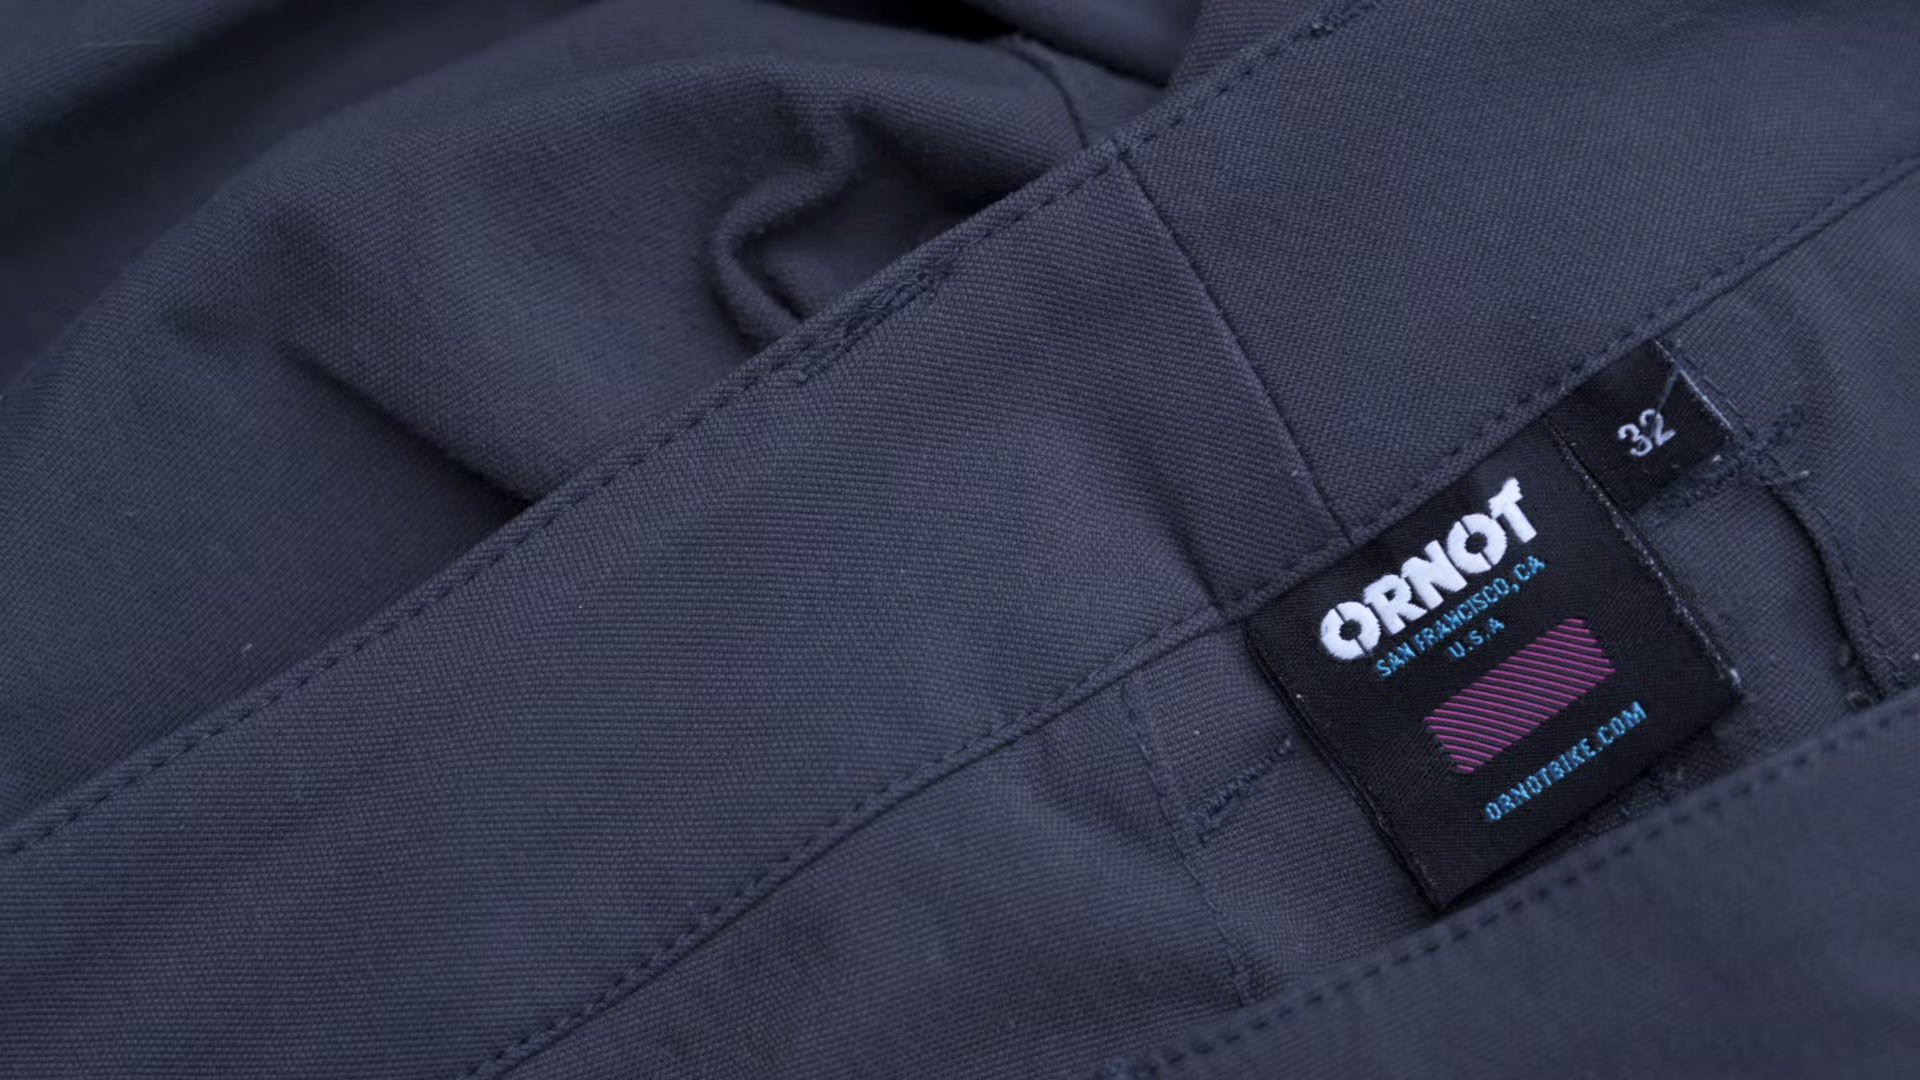 32
ORNOT
SAN FRANCISCO, CA
U.S.A
ORNOTBIKE.COM